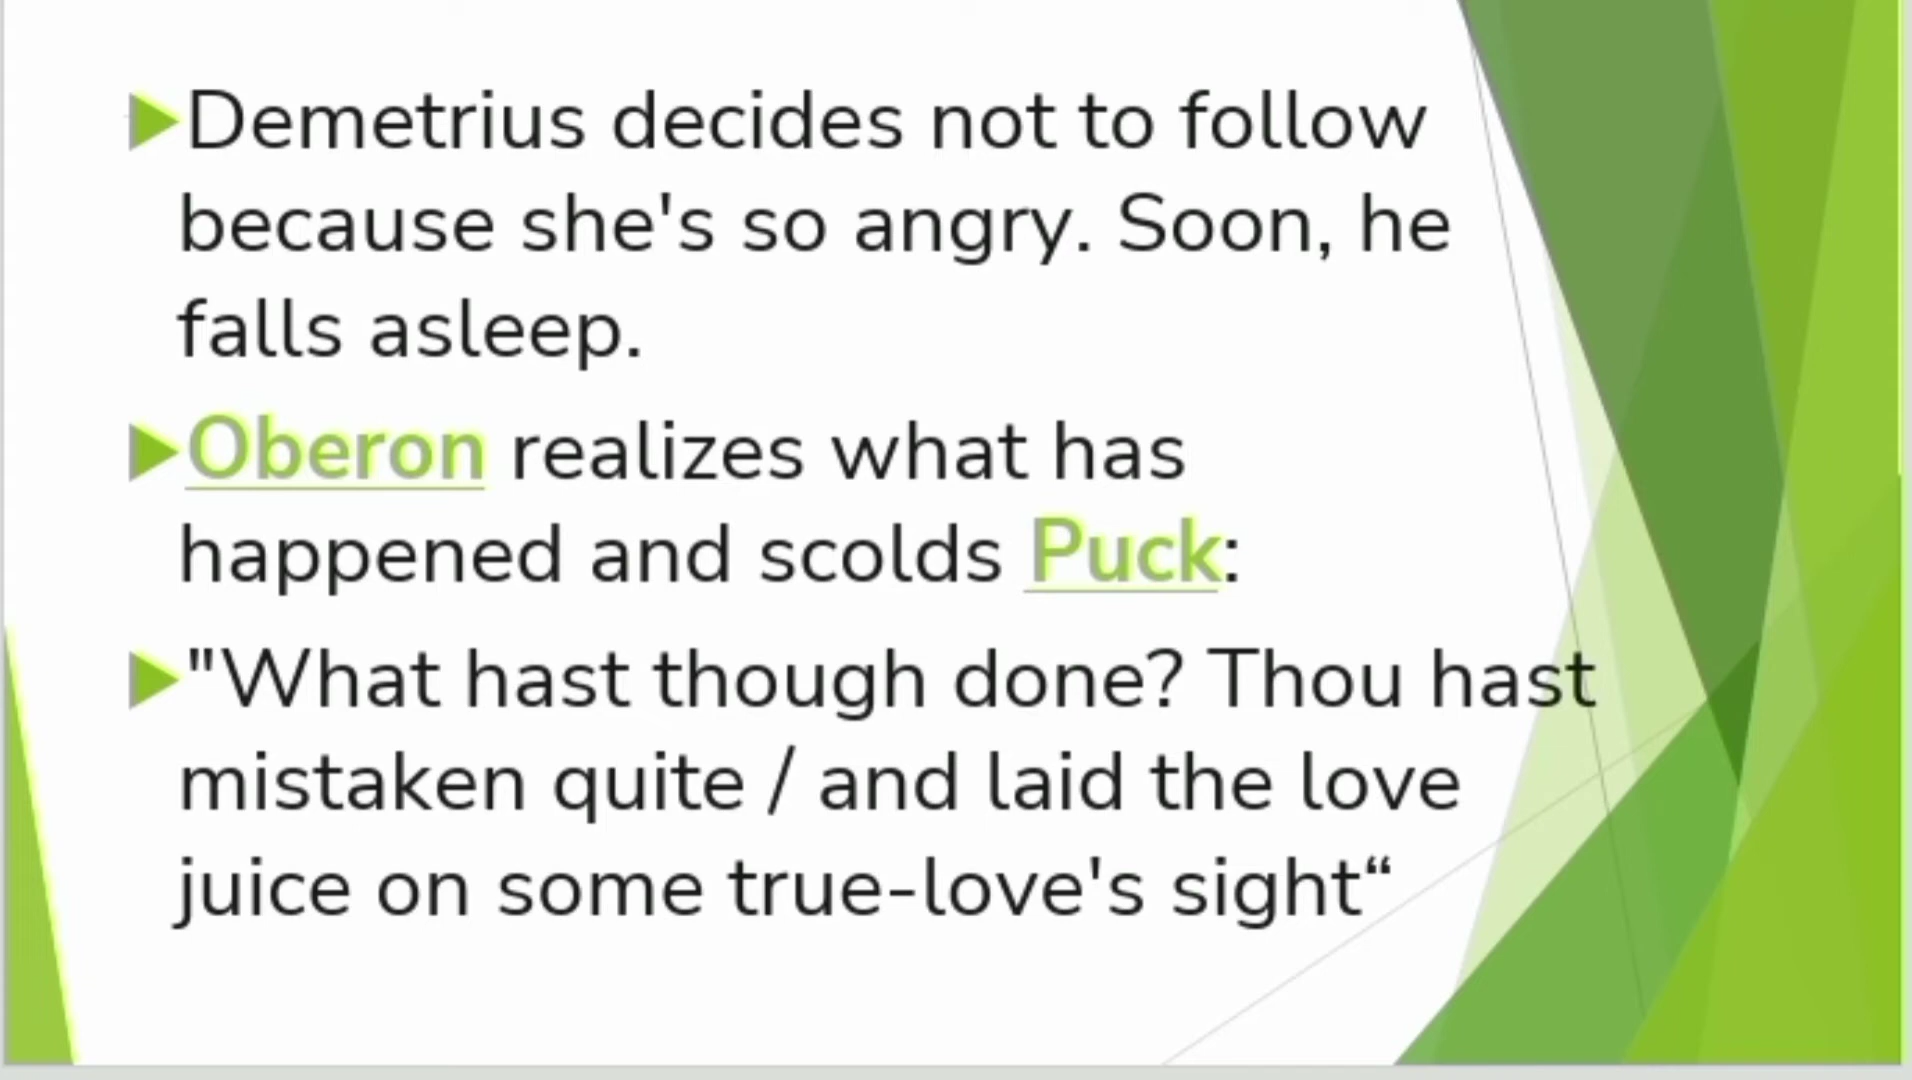 Demetrius decides not to follow
because she's so angry. Soon, he
falls asleep.
Oberon realizes what has
happened and scolds Puck:
"What hast though done? Thou hast
mistaken quite / and laid the love
juice on some true-love's sight“